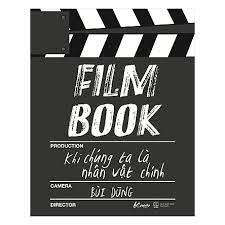 FILM
BOOK
PRODUCTION
Khi chúng ta là
nhân vật chính
CAMERA
BÙI DŨNG
DIRECTOR